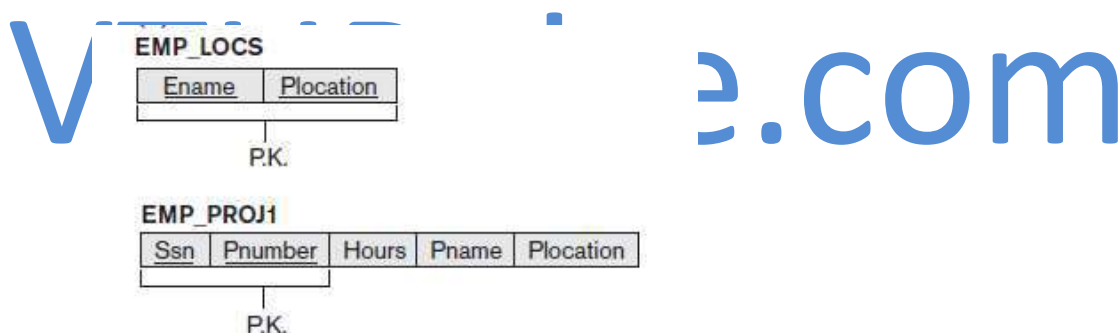 e.com
EMP_LOCS
Ename Plocation
P.K.
EMP_PROJ1
Ssn Pnumber Hours Pname Plocation
P.K.